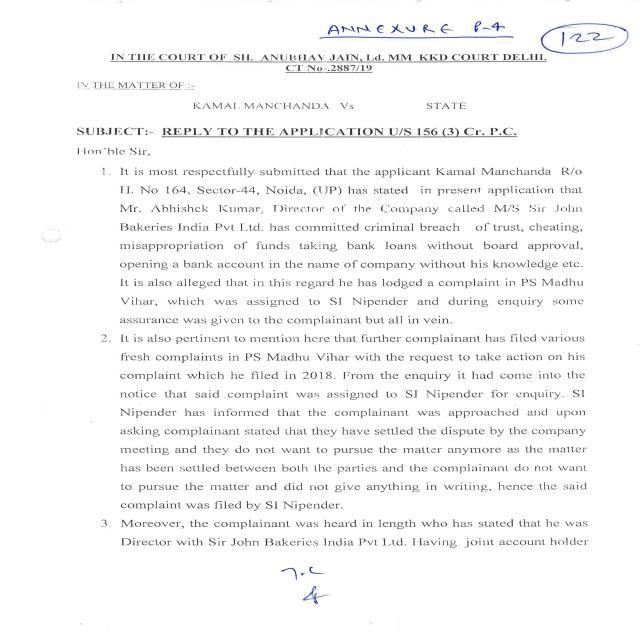 ANNEXURE P-4
122
IN THE COURT OF SH. ANUBHAV JAIN, Ld. MM KKD COURT DELHI.
CT No-.2887/19
IN THE MATTER OF :-
KAMAL MANCHANDA Vs STATE
SUBJECT:- REPLY TO THE APPLICATION U/S 156 (3) Cr. P.C.
Hon'ble Sir,
1. It is most respectfully submitted that the applicant Kamal Manchanda R/o
H. No 164, Sector-44, Noida, (UP) has stated in present application that
Mr. Abhishek Kumar, Director of the Company called M/S Sir John
Bakeries India Pvt Ltd. has committed criminal breach of trust, cheating,
misappropriation of funds taking bank loans without board approval,
opening a bank account in the name of company without his knowledge etc.
It is also alleged that in this regard he has lodged a complaint in PS Madhu
Vihar, which was assigned to SI Nipender and during enquiry some
assurance was given to the complainant but all in vein.
2. It is also pertinent to mention here that further complainant has filed various
fresh complaints in PS Madhu Vihar with the request to take action on his
complaint which he filed in 2018. From the enquiry it had come into the
notice that said complaint was assigned to SI Nipender for enquiry. SI
Nipender has informed that the complainant was approached and upon
asking complainant stated that they have settled the dispute by the company
meeting and they do not want to pursue the matter anymore as the matter
has been settled between both the parties and the complainant do not want
to pursue the matter and did not give anything in writing, hence the said
complaint was filed by SI Nipender.
3. Moreover, the complainant was heard in length who has stated that he was
Director with Sir John Bakeries India Pvt Ltd. Having joint account holder
T.C